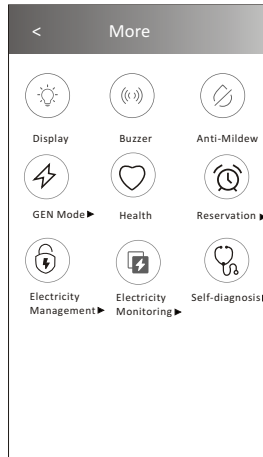 < More
Display Buzzer Anti-Mildew
GEN Mode▶ Health Reservation▶
Electricity Electricity Self-diagnosis▶
Management▶ Monitoring▶